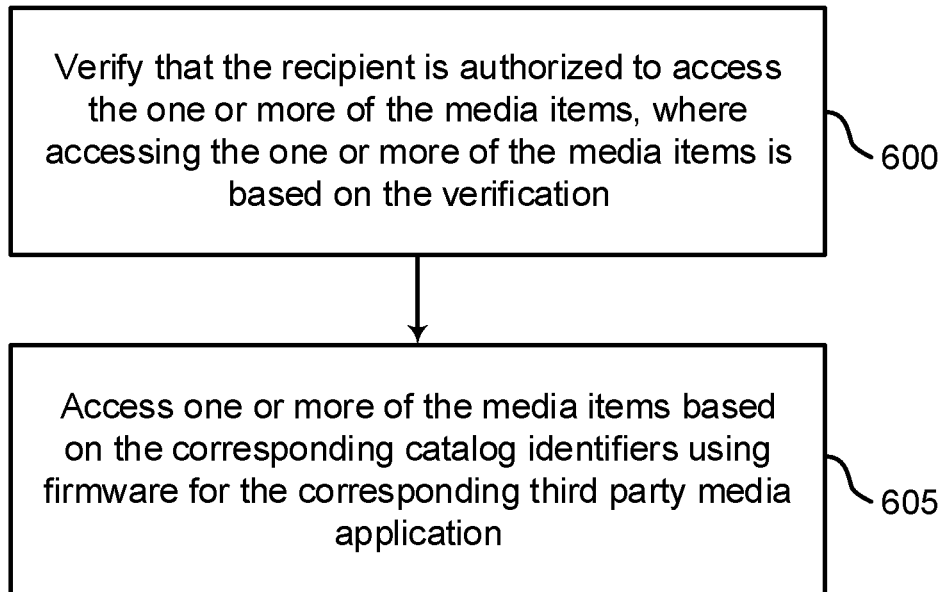 Verify that the recipient is authorized to access
the one or more of the media items, where
accessing the one or more of the media items is
based on the verification
600
Access one or more of the media items based
on the corresponding catalog identifiers using
firmware for the corresponding third party media
application
605